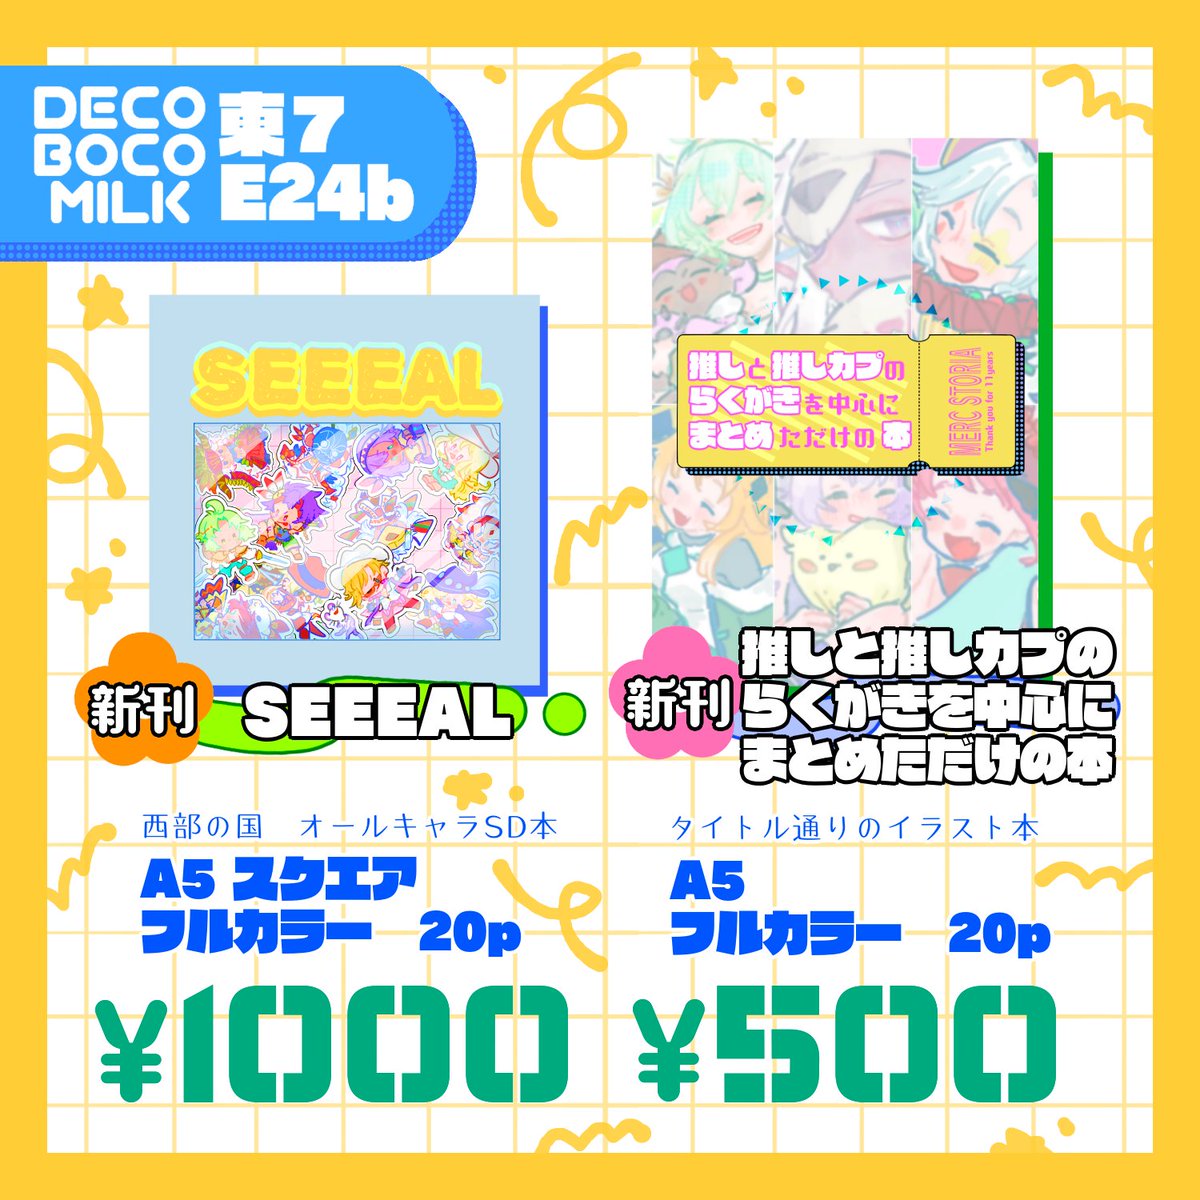 DECO
BOCO
MILK
東7
E24b
SEEEAL
推しと推しカプの
らくがきを中心に
まとめただけの本
MERC STORIA
Thank you for 11years
新刊
SEEEAL
西部の国 オールキャラSD本
A5 スクエア
フルカラー 20p
¥1000
新刊
推しと推しカプの
らくがきを中心に
まとめただけの本
タイトル通りのイラスト本
A5
フルカラー 20p
¥500